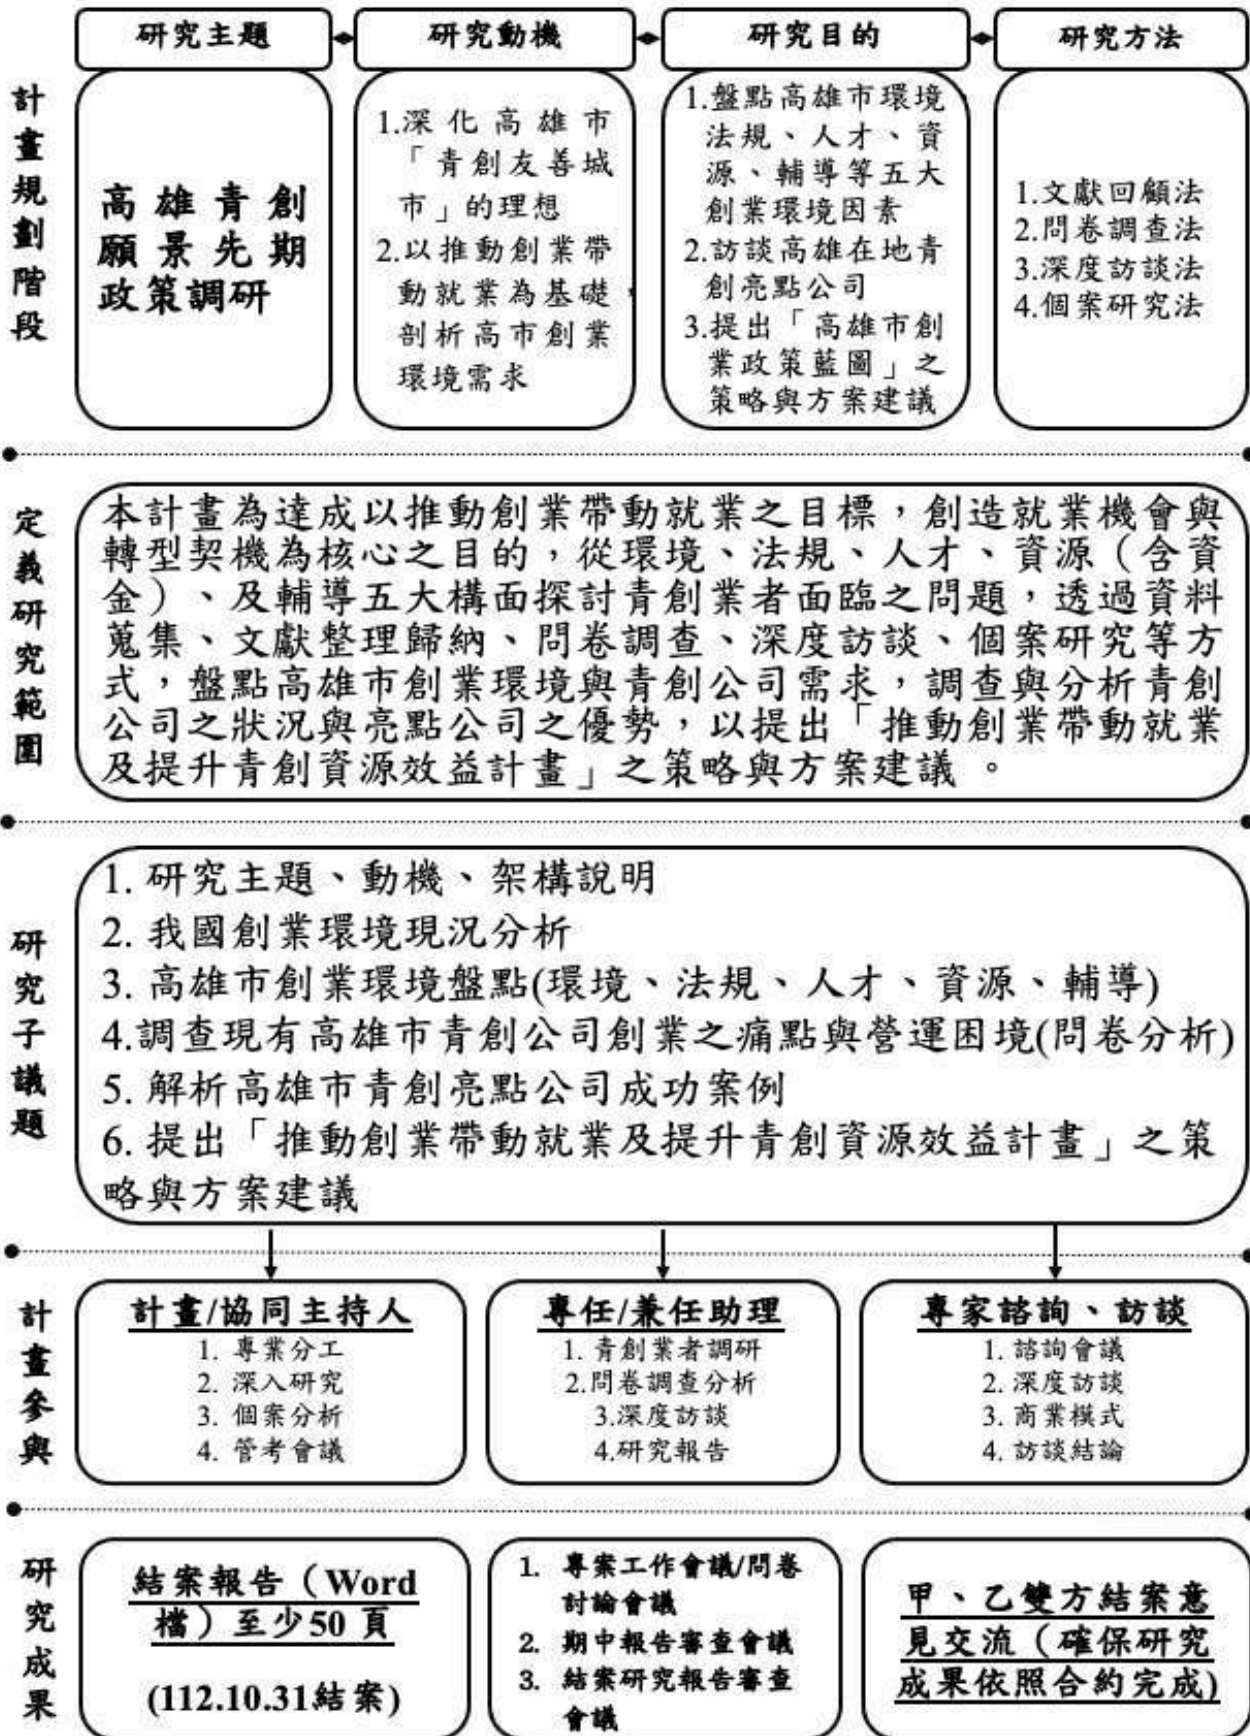 研究主題
研究動機
研究目的
研究方法
計畫規劃階段
高雄青創
願景先期
政策調研
1.深化高雄市
「青創友善城
市」的理想
2.以推動創業帶
動就業為基礎
剖析高市創業
環境需求
1.盤點高雄市環境
法規、人才、資
源、輔導等五大
創業環境因素
2.訪談高雄在地青
創亮點公司
3.提出「高雄市創
業政策藍圖」之
策略與方案建議
1.文獻回顧法
2.問卷調查法
3.深度訪談法
4.個案研究法
定義研究範圍
本計畫為達成以推動創業帶動就業之目標，創造就業機會與
轉型契機為核心之目的，從環境、法規、人才、資源（含資
金）、及輔導五大構面探討青創業者面臨之問題，透過資料
蒐集、文獻整理歸納、問卷調查、深度訪談、個案研究等方
式，盤點高雄市創業環境與青創公司需求，調查與分析青創
公司之狀況與亮點公司之優勢，以提出「推動創業帶動就業
及提升青創資源效益計畫」之策略與方案建議 。
研究子議題
1. 研究主題、動機、架構說明
2. 我國創業環境現況分析
3. 高雄市創業環境盤點(環境、法規、人才、資源、輔導)
4.調查現有高雄市青創公司創業之痛點與營運困境(問卷分析)
5. 解析高雄市青創亮點公司成功案例
6. 提出「推動創業帶動就業及提升青創資源效益計畫」之策
略與方案建議
計畫參與
計畫/協同主持人
1. 專業分工
2. 深入研究
3. 個案分析
4. 管考會議
專任/兼任助理
1. 青創業者調研
2.問卷調查分析
3.深度訪談
4.研究報告
專家諮詢、訪談
1. 諮詢會議
2. 深度訪談
3. 商業模式
4. 訪談結論
研究成果
結案報告（Word
檔）至少50 頁
(112.10.31結案)
1. 專案工作會議/問卷
討論會議
2. 期中報告審查會議
3. 結案研究報告審查
會議
甲、乙雙方結案意
見交流（確保研究
成果依照合約完成)